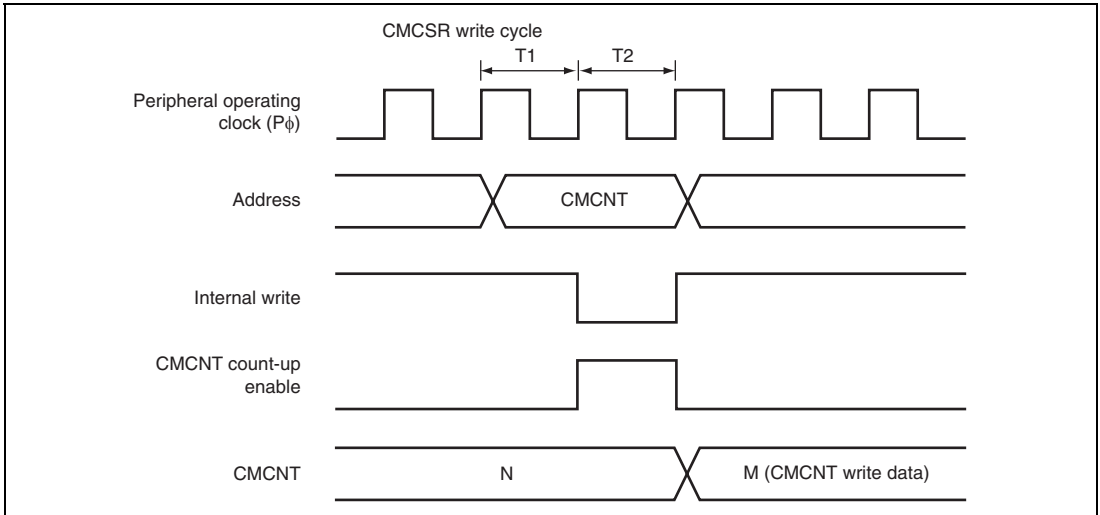 CMCSR write cycle
T1 T2
Peripheral operating
clock (Pϕ)
Address
CMCNT
Internal write
CMCNT count-up
enable
CMCNT
N
M (CMCNT write data)